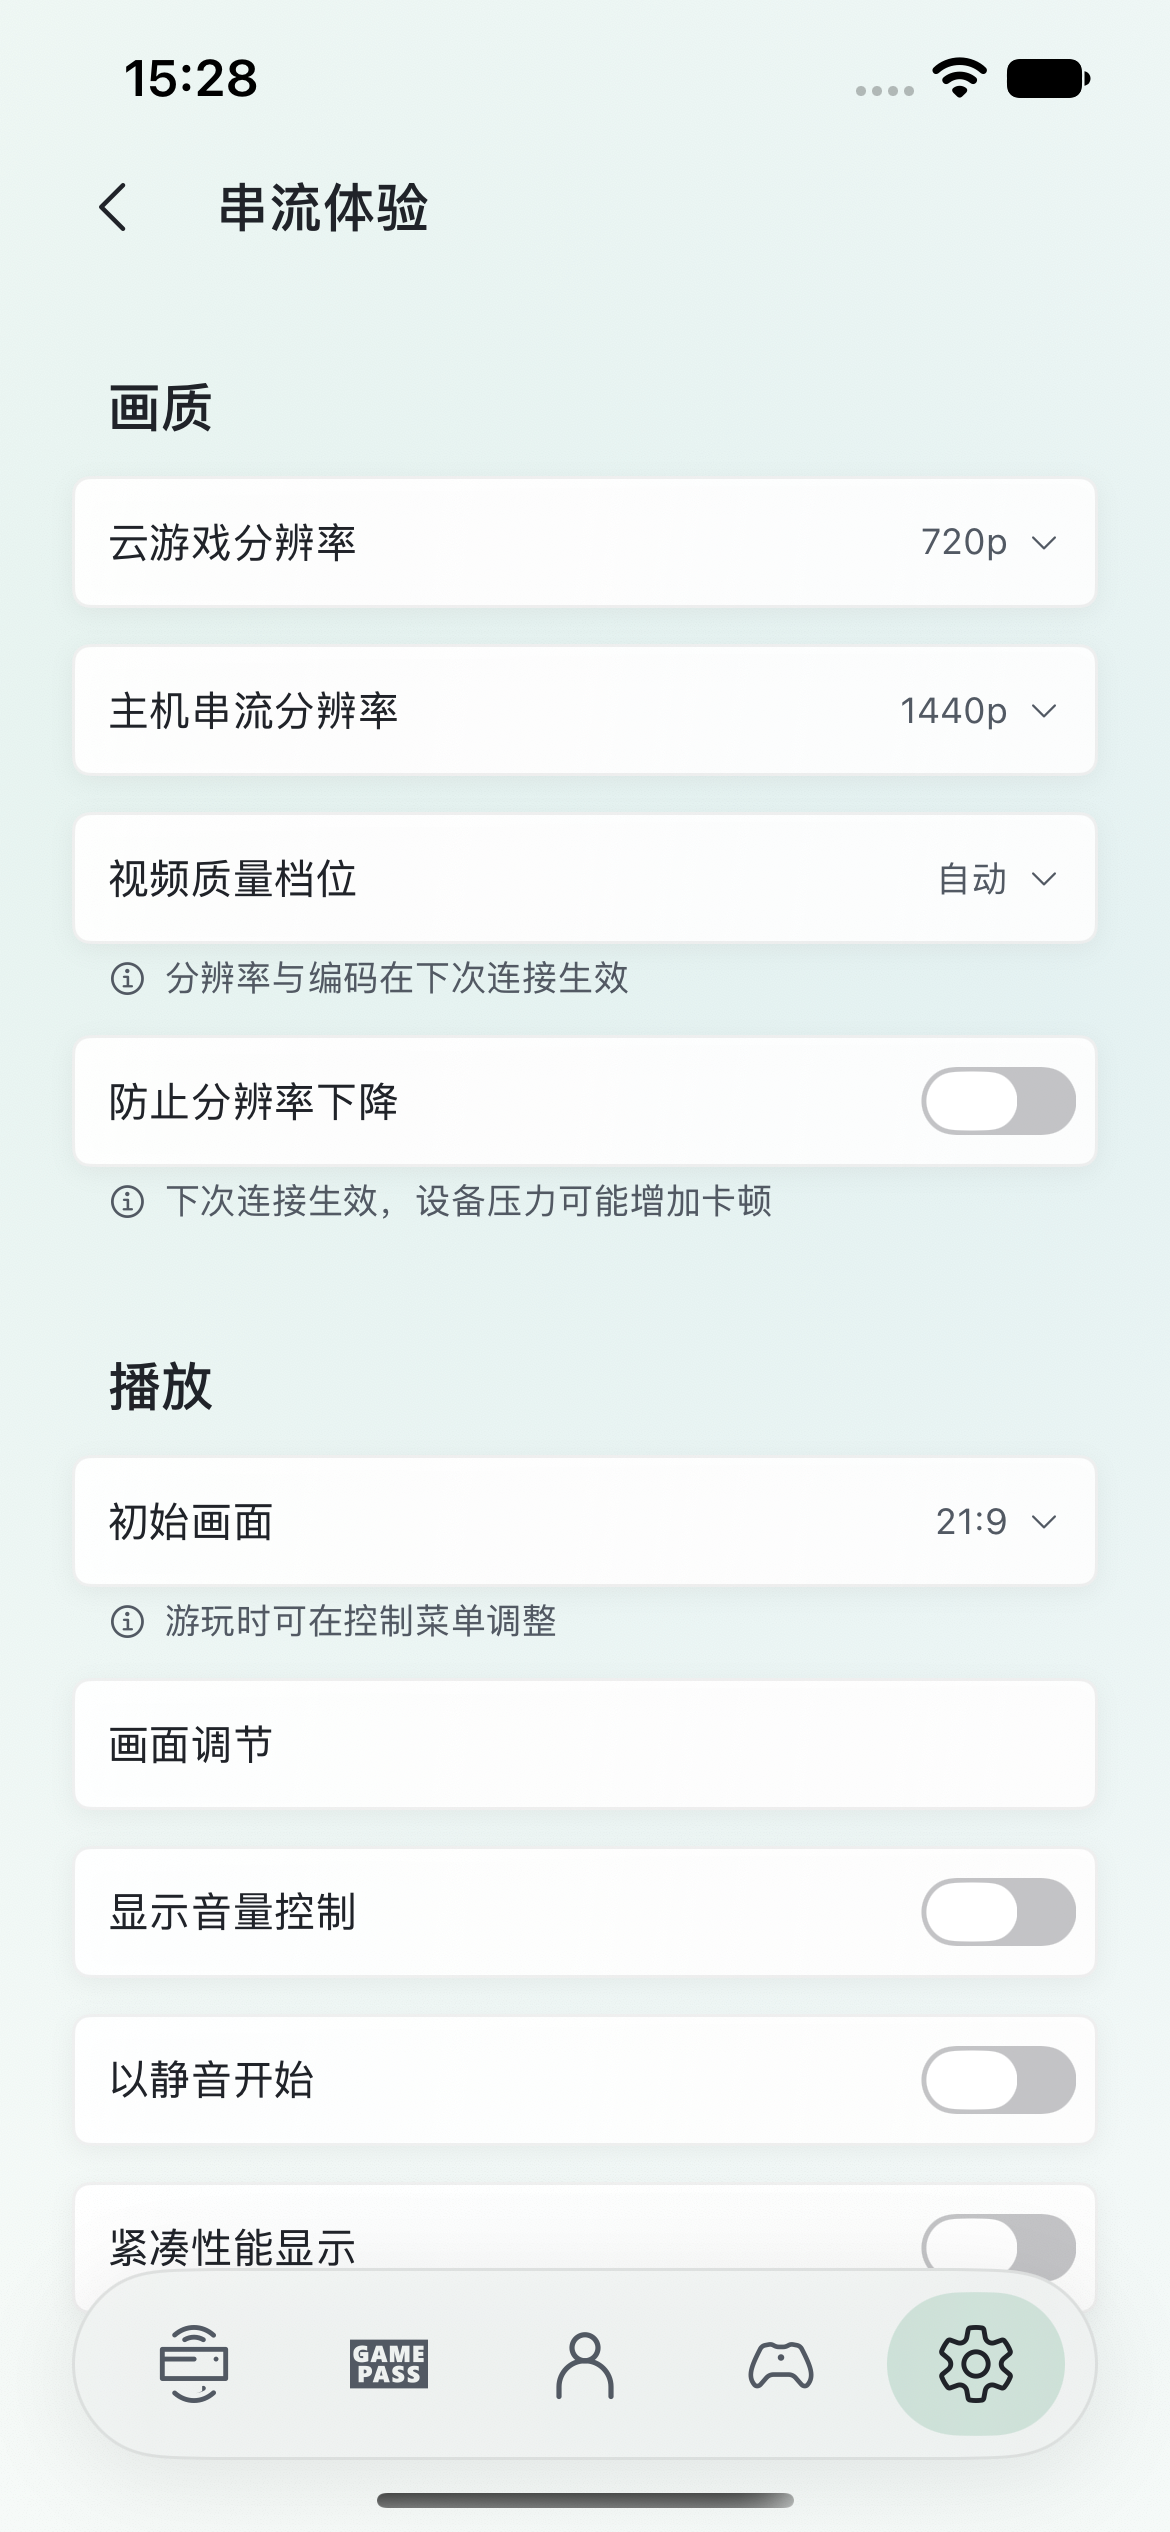 15:28
串流体验
画质
云游戏分辨率 720p
主机串流分辨率 1440p
视频质量档位 自动
分辨率与编码在下次连接生效
防止分辨率下降
下次连接生效，设备压力可能增加卡顿
播放
初始画面 21:9
游玩时可在控制菜单调整
画面调节
显示音量控制
以静音开始
紧凑性能显示
GAME
PASS